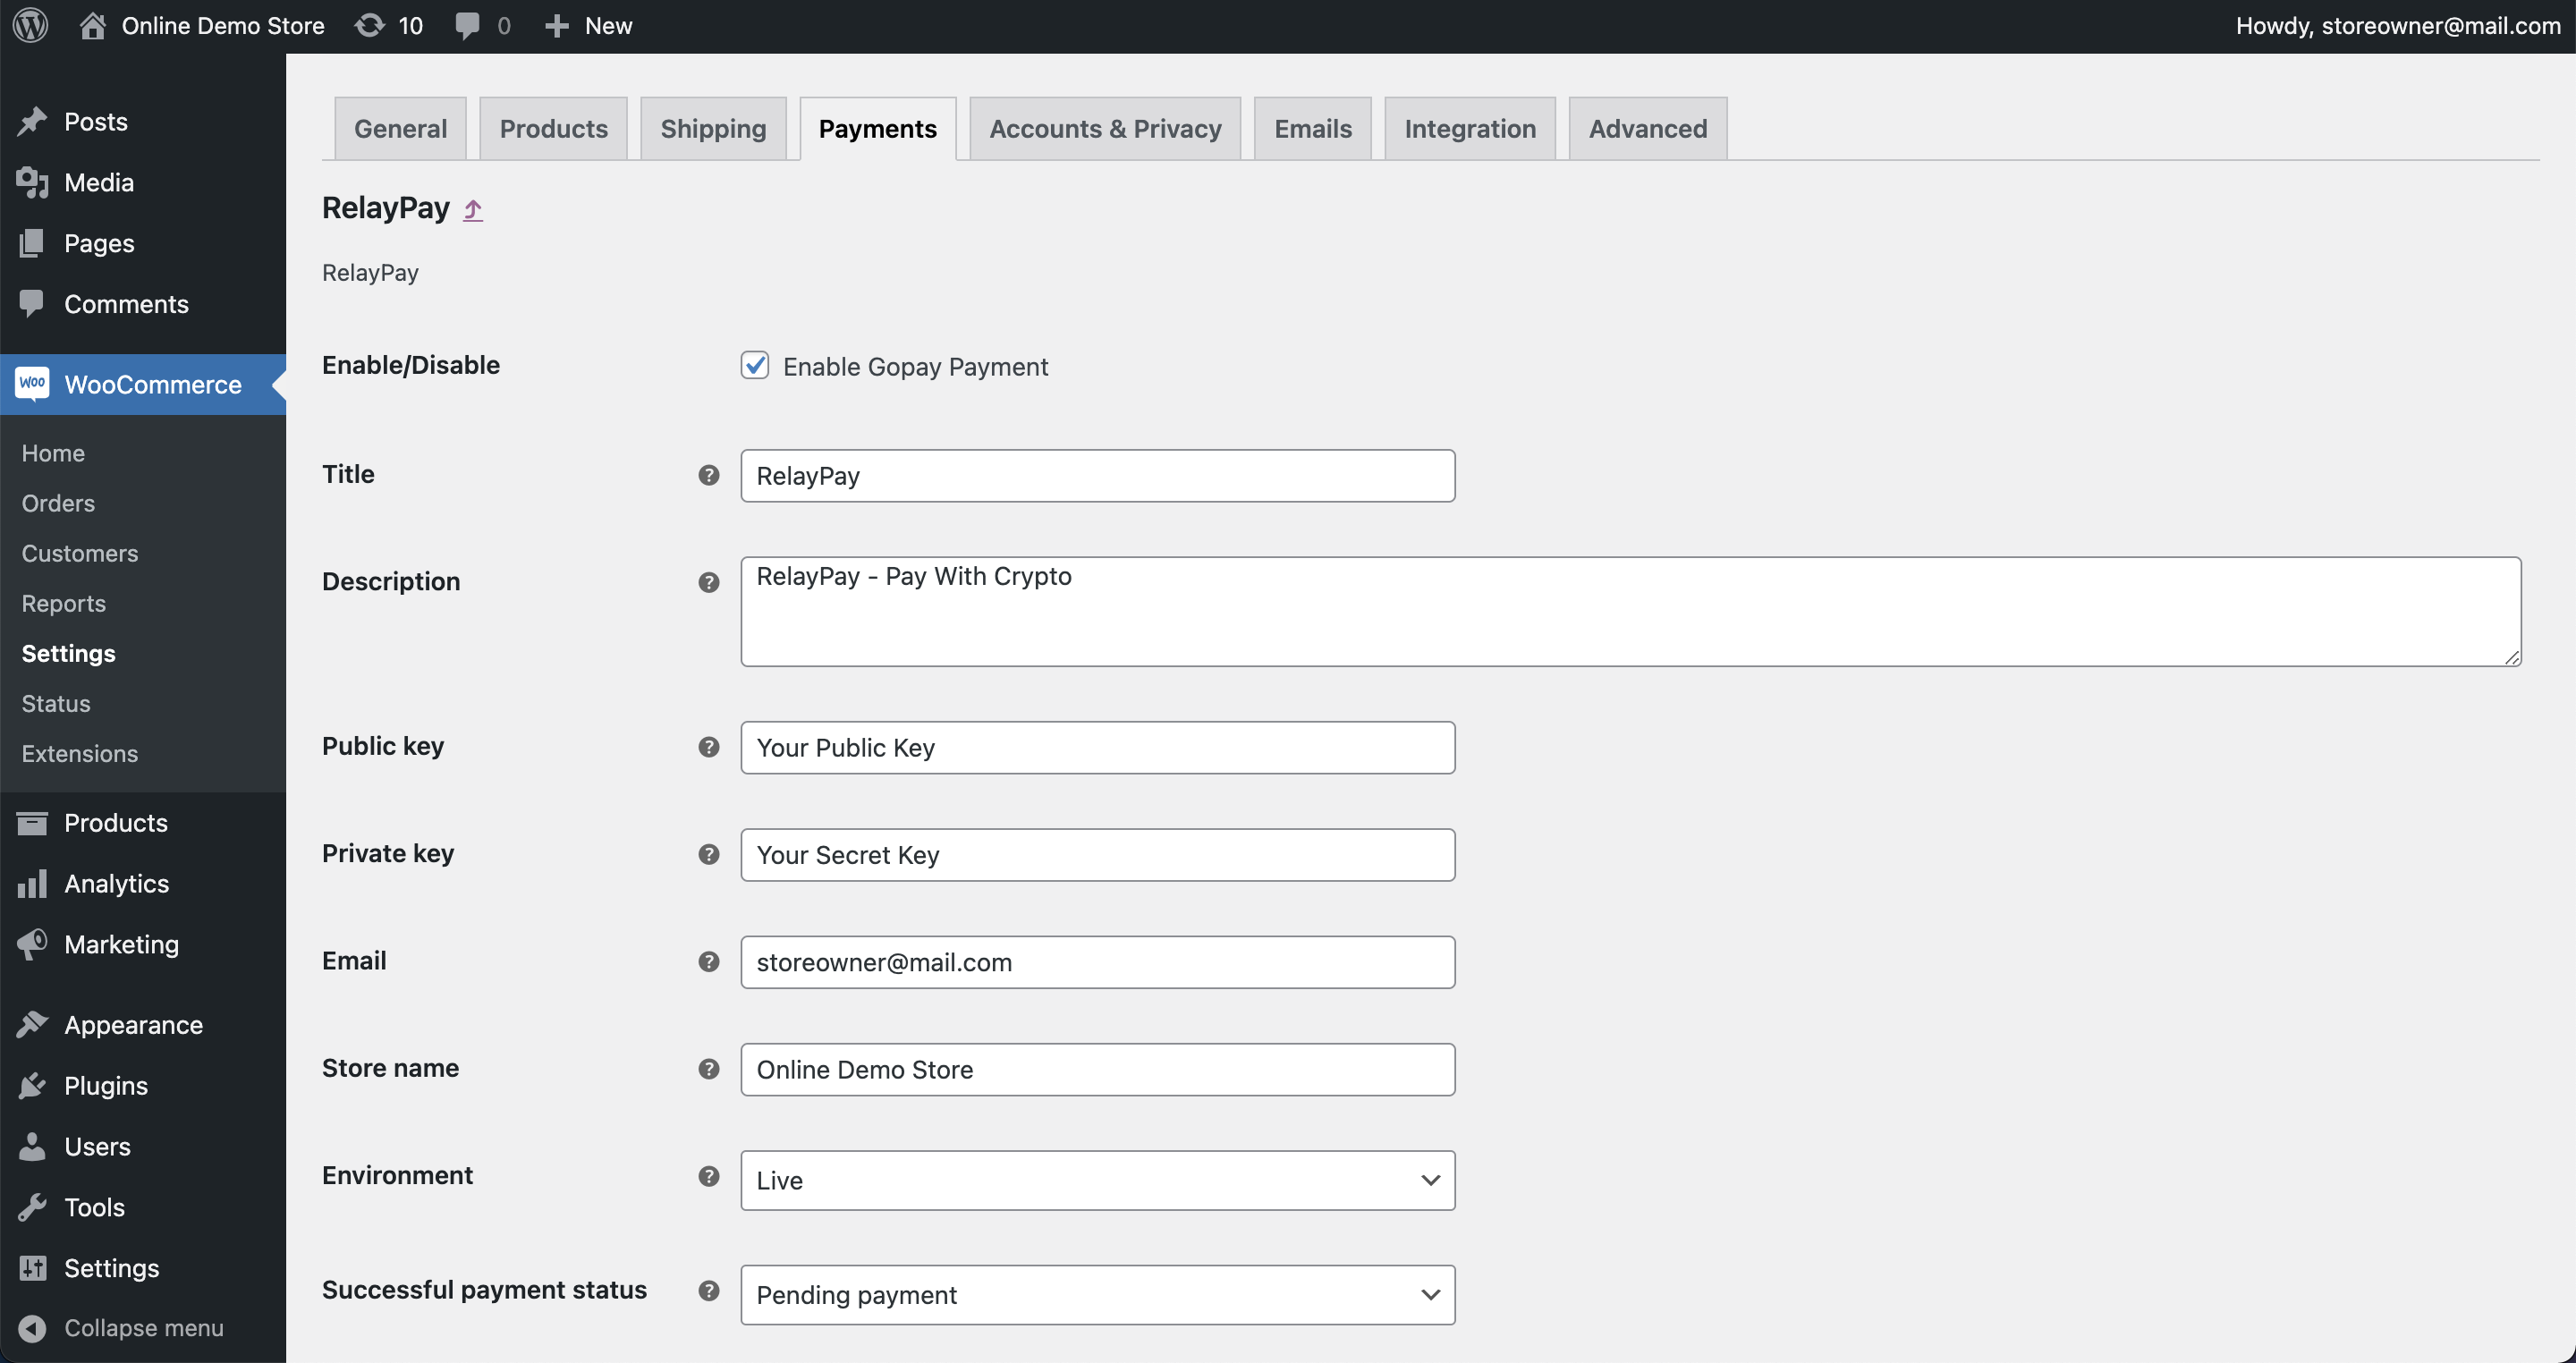 Online Demo Store
10
0
New
Howdy, storeowner@mail.com
Posts
Media
Pages
Comments
Woo
WooCommerce
Home
Orders
Customers
Reports
Settings
Status
Extensions
Products
Analytics
Marketing
Appearance
Plugins
Users
Tools
Settings
Collapse menu
General
Products
Shipping
Payments
Accounts & Privacy
Emails
Integration
Advanced
RelayPay ⤴
RelayPay
Enable/Disable
Enable Gopay Payment
Title
?
RelayPay
Description
?
RelayPay - Pay With Crypto
Public key
?
Your Public Key
Private key
?
Your Secret Key
Email
?
storeowner@mail.com
Store name
?
Online Demo Store
Environment
?
Live
Successful payment status
?
Pending payment